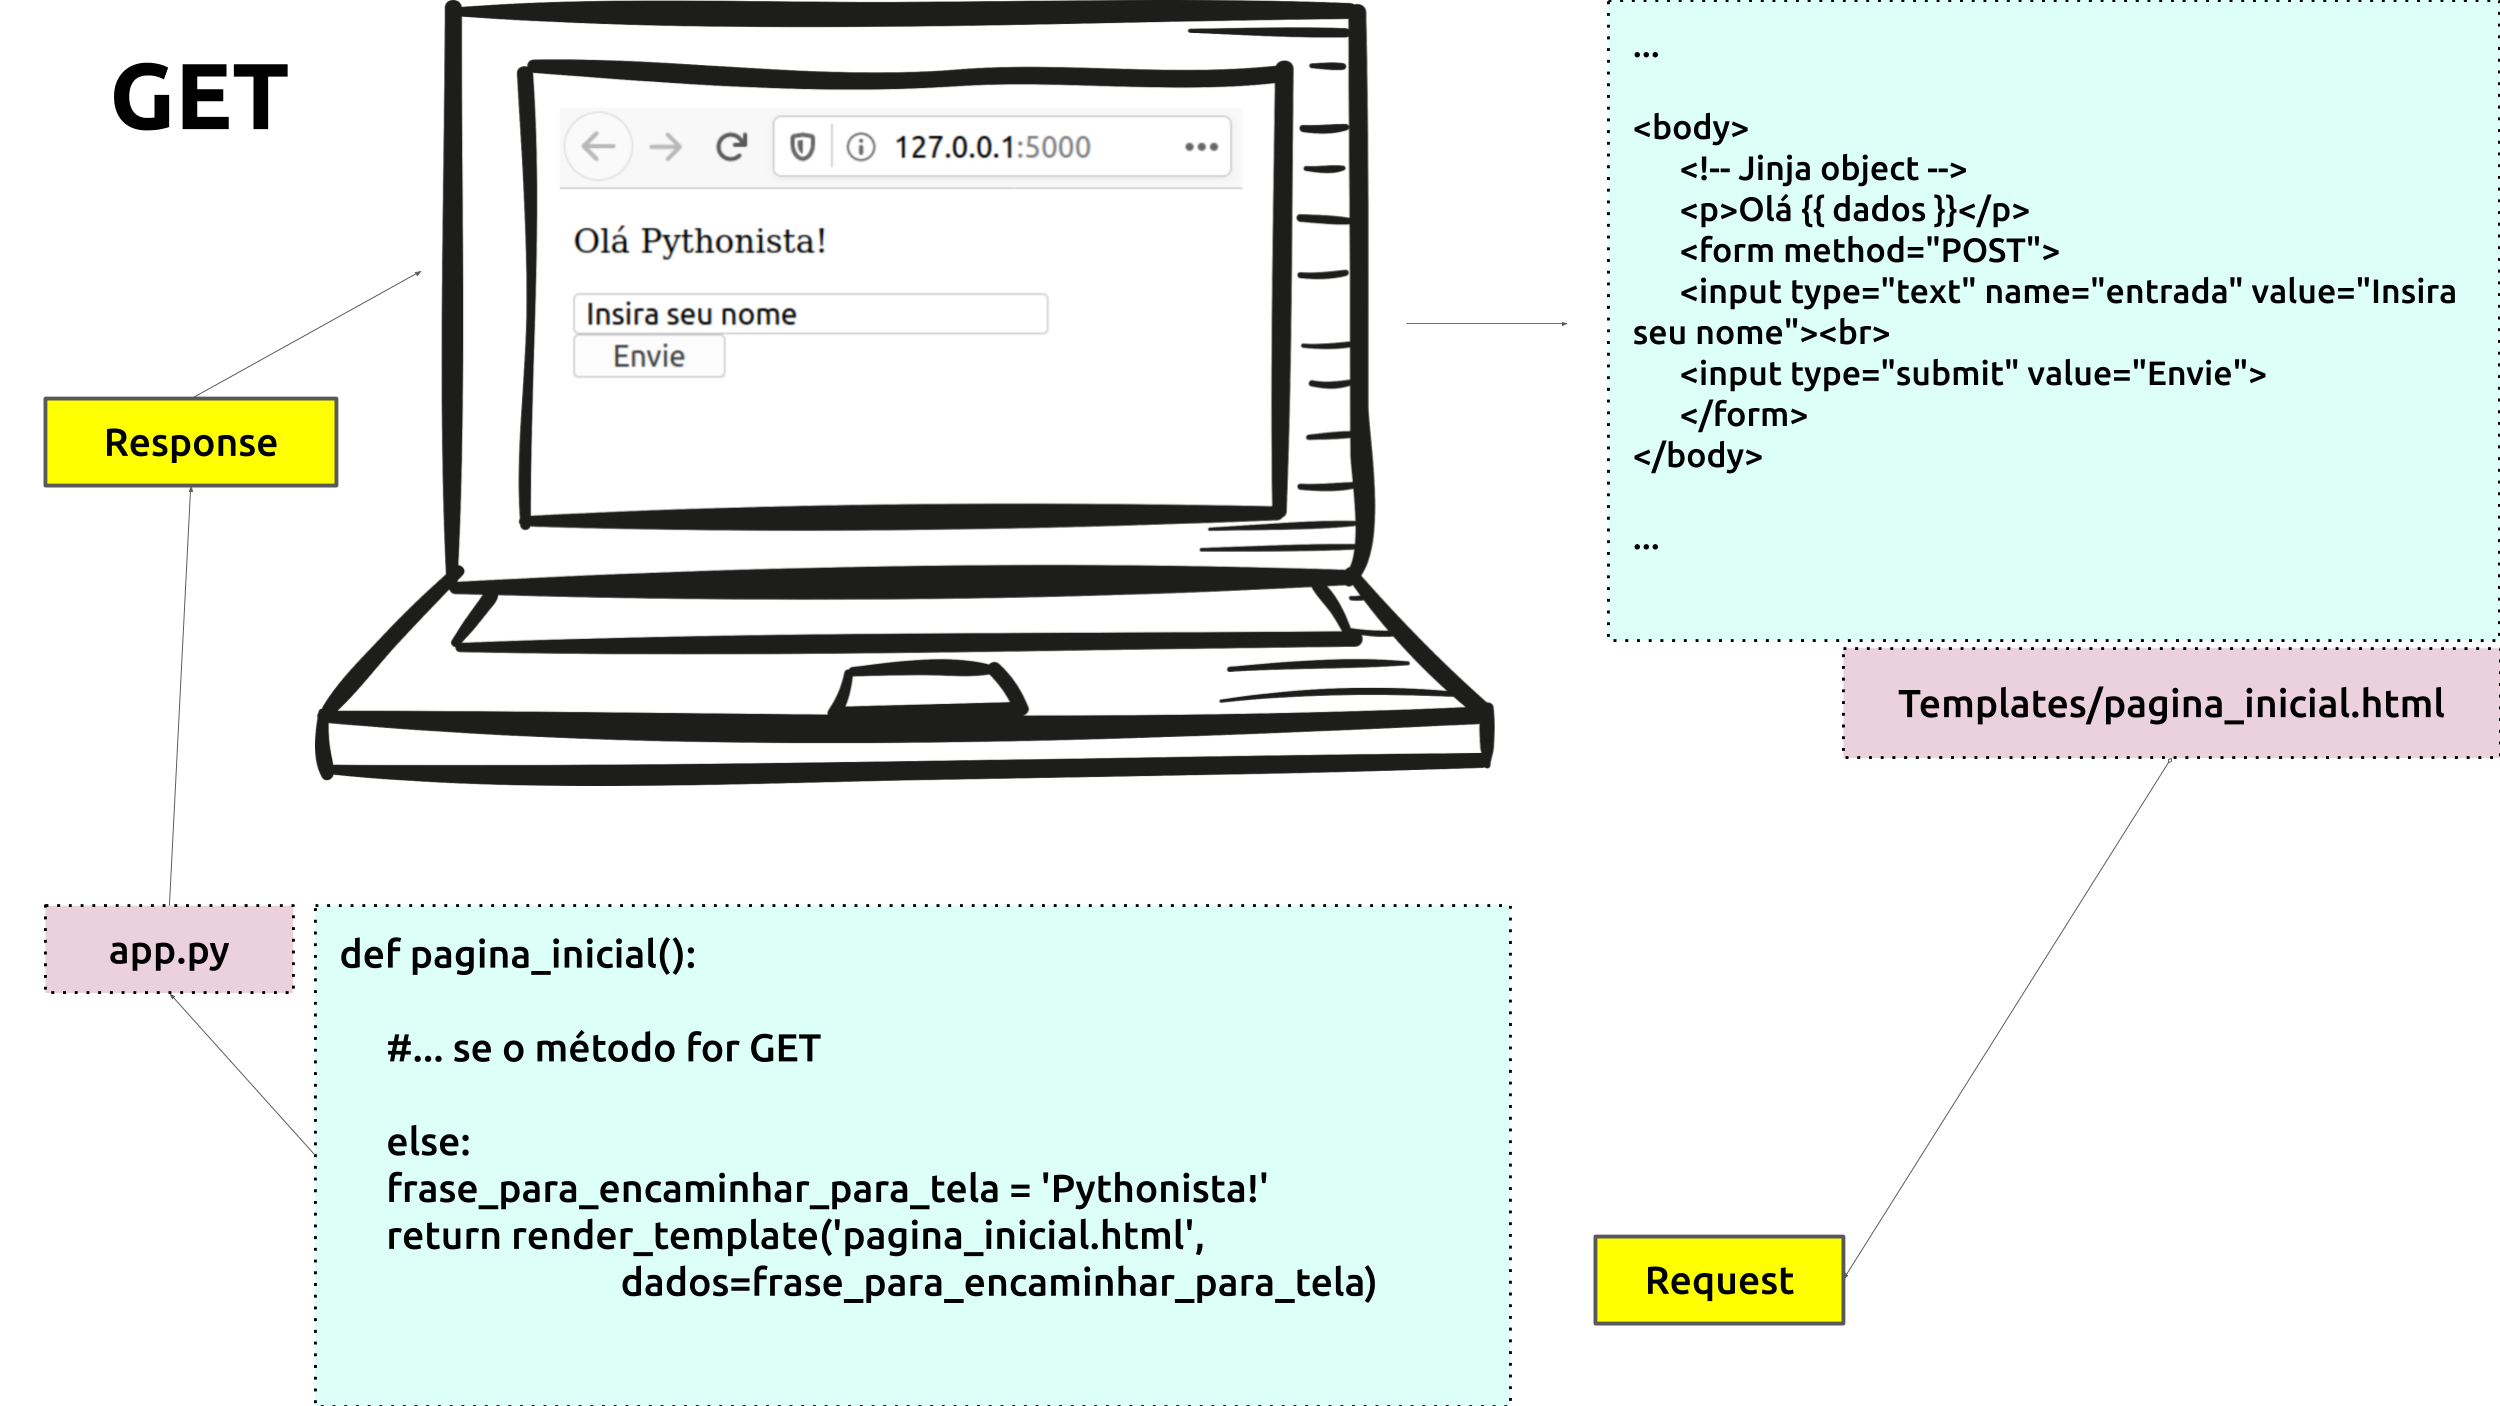 GET
127.0.0.1:5000
Olá Pythonista!
Insira seu nome
Envie
...
<body>
<!-- Jinja object -->
<p>Olá {{ dados }}</p>
<form method="POST">
<input type="text" name="entrada" value="Insira
seu nome"><br>
<input type="submit" value="Envie">
</form>
</body>
...
Response
Templates/pagina_inicial.html
app.py
def pagina_inicial():
#... se o método for GET
else:
frase_para_encaminhar_para_tela = 'Pythonista!'
return render_template('pagina_inicial.html',
dados=frase_para_encaminhar_para_tela)
Request